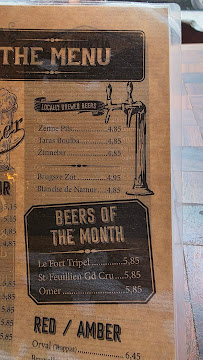 THE MENU
LOCALLY BREWED BEERS
Zenne Pils 4,85
Taras Boulba 4,85
Zinnebir 4,85
Brugse Zot 4,95
Blanche de Namur 4,85
BEERS OF
THE MONTH
Le Fort Tripel 5,85
St-Feuillien Gd Cru 5,85
Omer 5,85
RED / AMBER
Orval 6,45